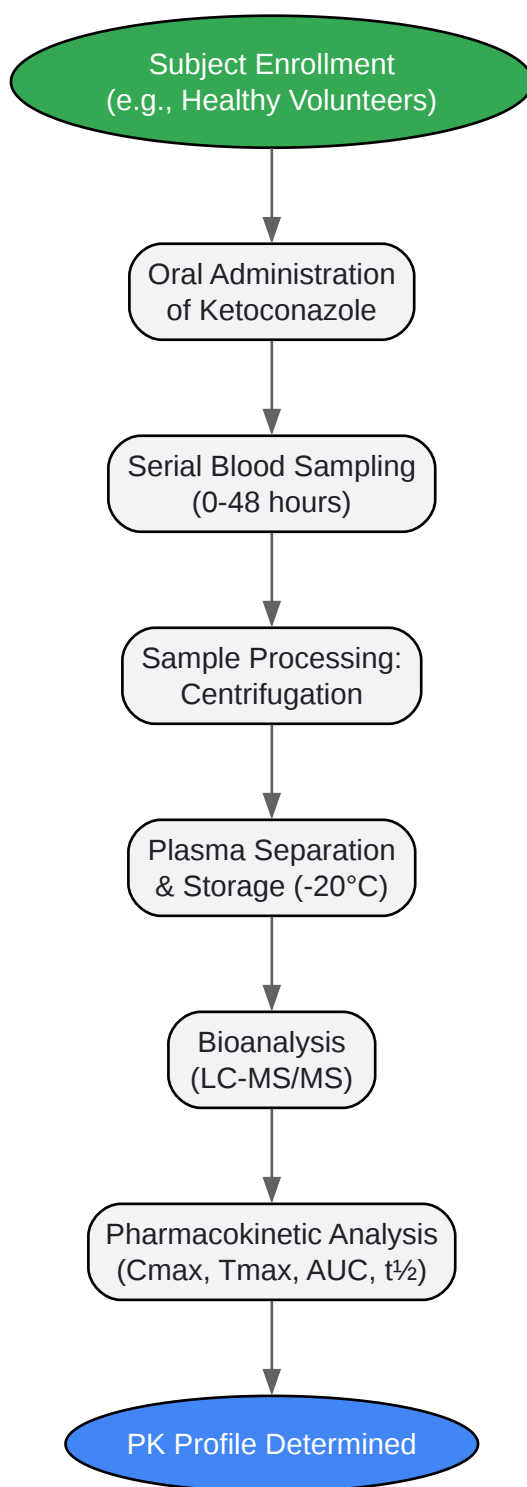 Subject Enrollment
(e.g., Healthy Volunteers)
Oral Administration
of Ketoconazole
Serial Blood Sampling
(0-48 hours)
Sample Processing:
Centrifugation
Plasma Separation
& Storage (-20°C)
Bioanalysis
(LC-MS/MS)
Pharmacokinetic Analysis
(Cmax, Tmax, AUC, t½)
PK Profile Determined